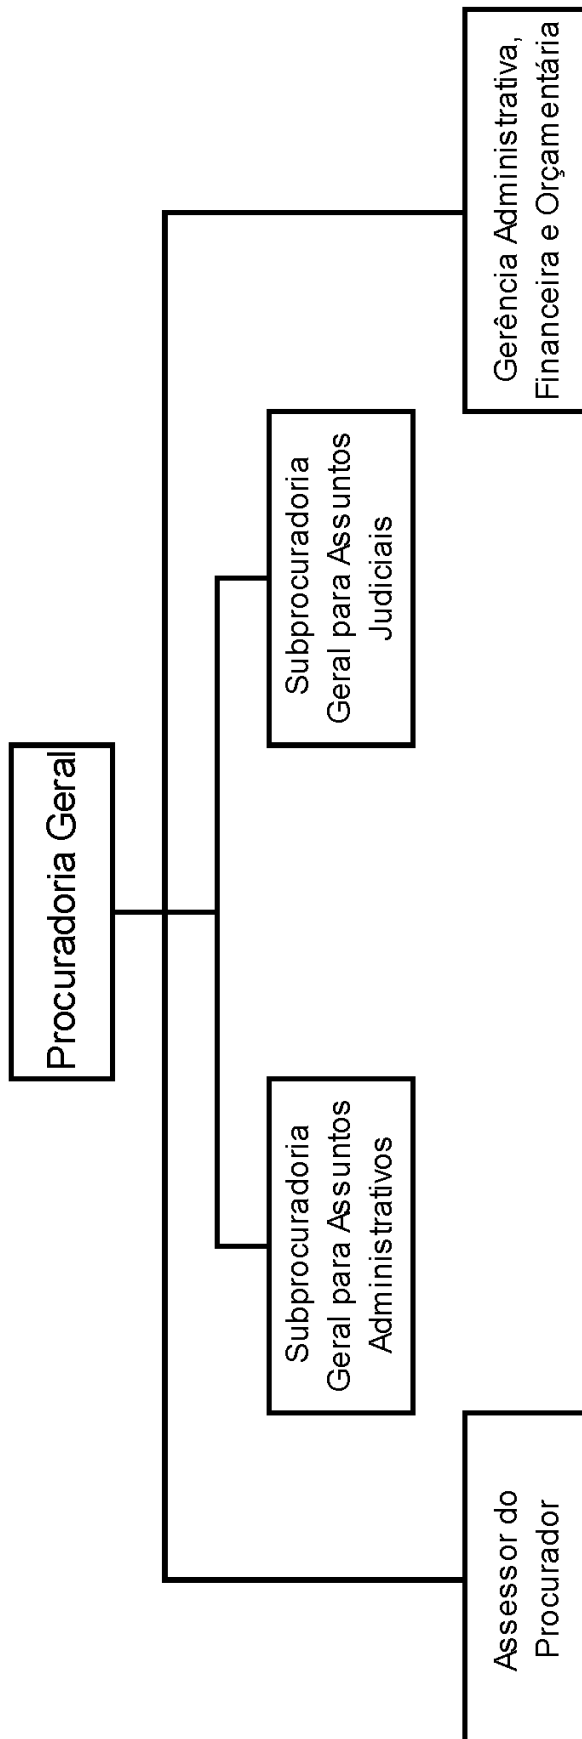 Procuradoria Geral
Subprocuradoria
Geral para Assuntos
Administrativos
Subprocuradoria
Geral para Assuntos
Judiciais
Assessor do
Procurador
Gerência Administrativa,
Financeira e Orçamentária